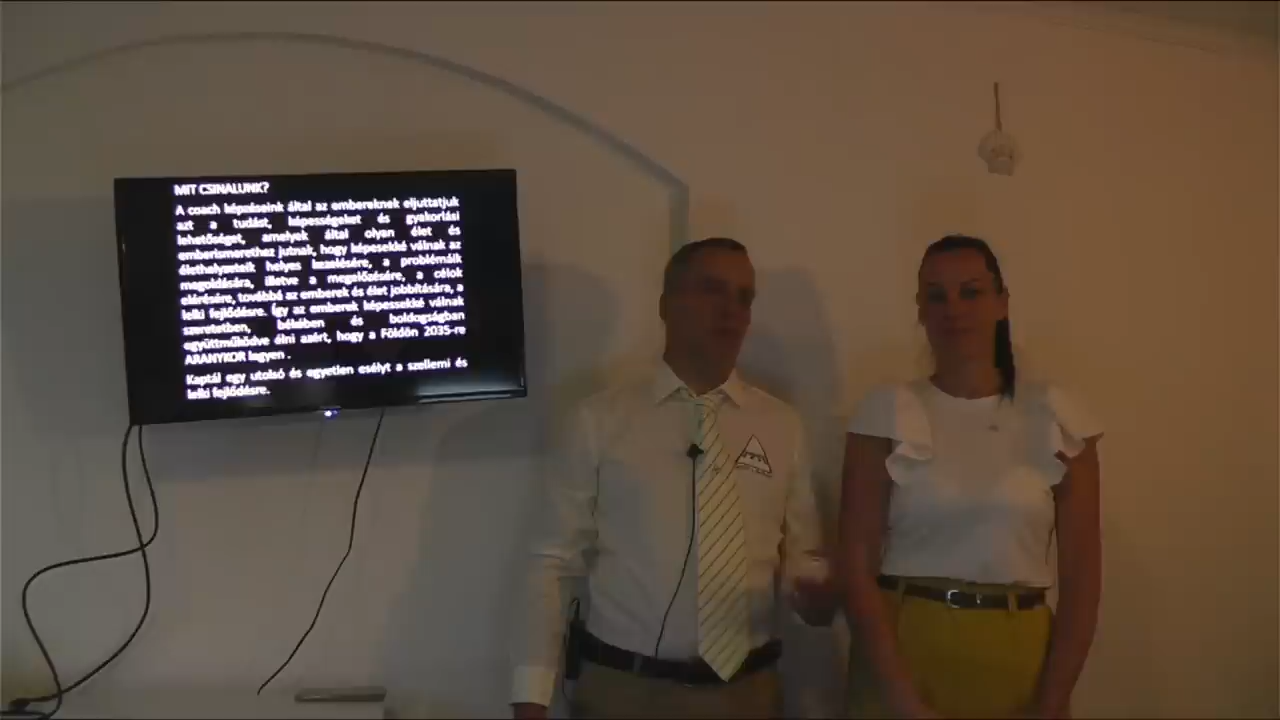 MIT CSINALUNK?
A coach képzéseink által az embereknek eljuttatjuk
azt a tudást, képességeket és gyakorlási
lehetőséget, amelyek által olyan élet és
emberismerethez jutnak, hogy képesekké válnak az
élethelyzeteik helyes kezelésére, a problémáik
megoldására, illetve a megelőzésére, a célok
elérésére, továbbá az emberek és élet jobbítására, a
lelki fejlődésre. Így az emberek képessekké válnak
szeretetben, békében és boldogságban
együttműködve élni azért, hogy a Földön 2035-re
ARANYKOR legyen .
Kaptál egy utolsó és egyetlen esélyt a szellemi és
lelki fejlődésre.